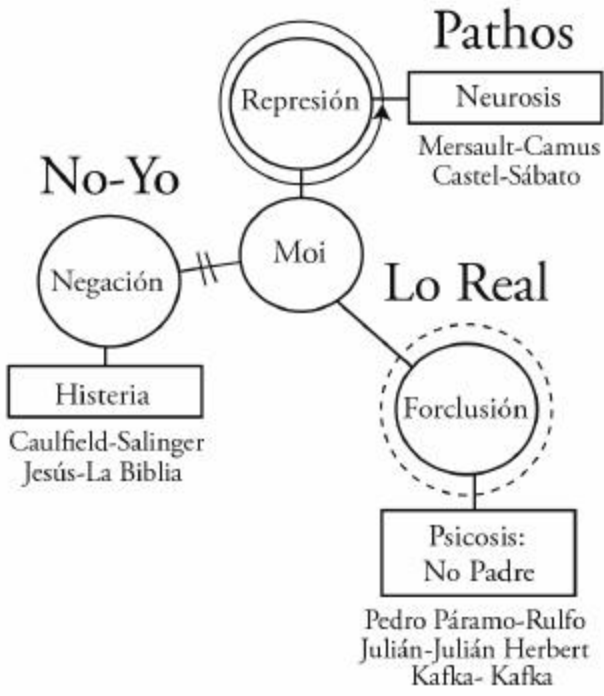 Pathos
Represión
Neurosis
Mersault-Camus
Castel-Sábato
No-Yo
Negación
Moi
Histeria
Caulfield-Salinger
Jesús-La Biblia
Lo Real
Forclusión
Psicosis:
No Padre
Pedro Páramo-Rulfo
Julián-Julián Herbert
Kafka- Kafka